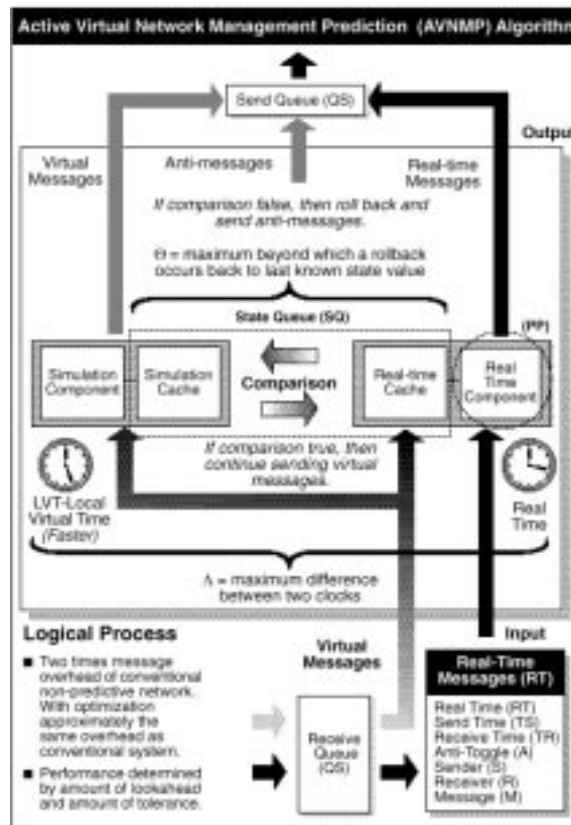 Active Virtual Network Management Prediction (AVNMP) Algorithm
Send Queue (QS)
Output
Virtual
Messages
Anti-messages
Real-time
Messages
If comparison false, then roll back and
send anti-messages.
Θ = maximum beyond which a rollback
occurs back to last known state value
State Queue (SQ)
(PP)
Simulation
Component
Simulation
Cache
Comparison
Real-time
Cache
Real
Time
Component
If comparison true, then
continue sending virtual
messages.
LVT-Local
Virtual Time
(Faster)
Real
Time
Λ = maximum difference
between two clocks
Logical Process
■ Two times message
overhead of conventional
non-predictive network.
With optimization
approximately the
same overhead as
conventional system.
■ Performance determined
by amount of lookahead
and amount of tolerance.
Virtual
Messages
Receive
Queue
(QS)
Input
Real-Time
Messages (RT)
Real Time (RT)
Send Time (TS)
Receive Time (TR)
Anti-Toggle (A)
Sender (S)
Receiver (R)
Message (M)